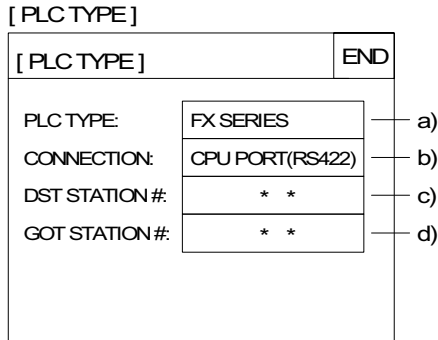 [ PLC TYPE ]
[ PLC TYPE ] END
PLC TYPE: FX SERIES a)
CONNECTION: CPU PORT(RS422) b)
DST STATION #: * * c)
GOT STATION #: * * d)